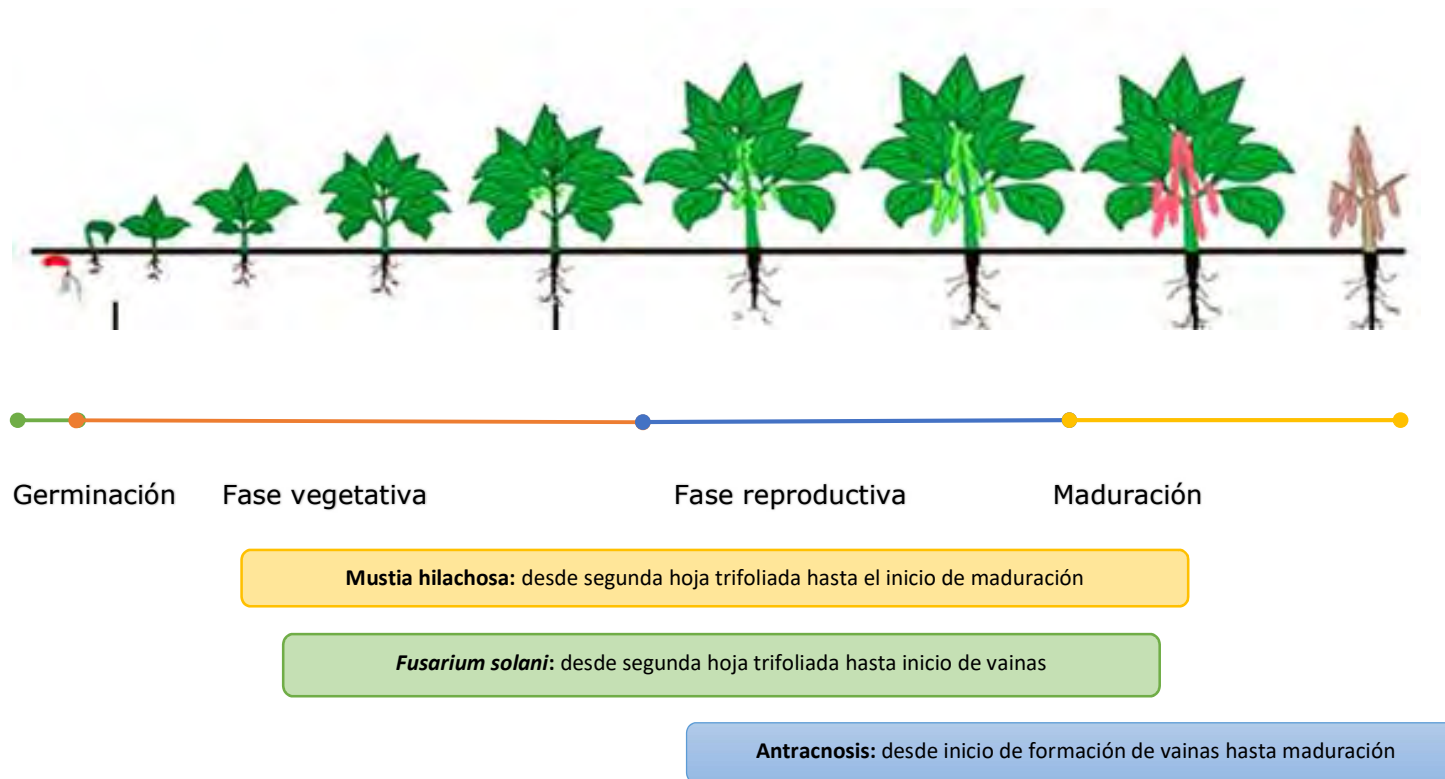 Germinación Fase vegetativa Fase reproductiva Maduración
Mustia hilachosa: desde segunda hoja trifoliada hasta el inicio de maduración
Fusarium solani: desde segunda hoja trifoliada hasta inicio de vainas
Antracnosis: desde inicio de formación de vainas hasta maduración